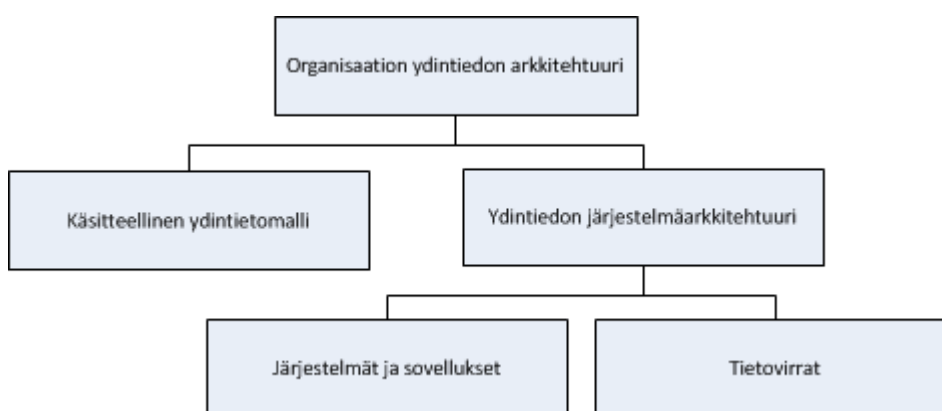 Organisaation ydintiedon arkkitehtuuri
Käsitteellinen ydintietomalli
Ydintiedon järjestelmäarkkitehtuuri
Järjestelmät ja sovellukset
Tietovirrat